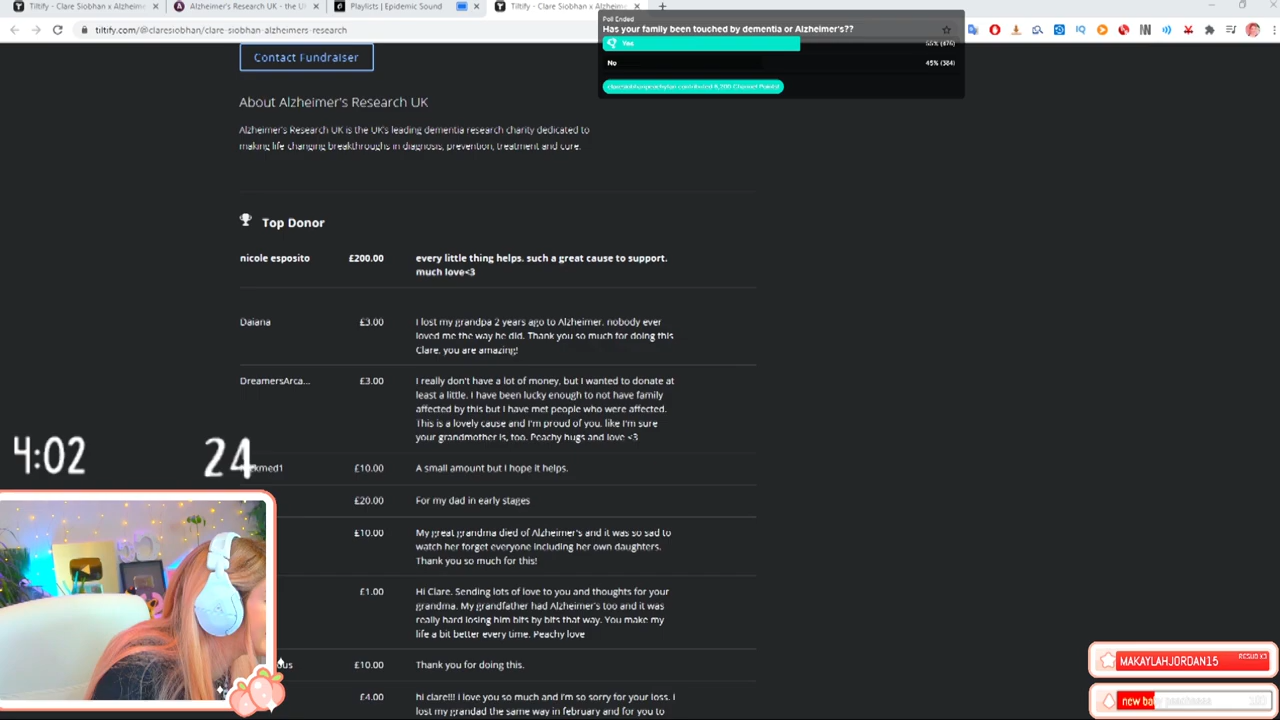 Tiltify - Clare Siobhan x Alzheime
Alzheimer's Research UK - the U
Playlists | Epidemic Sound
Tiltify - Clare Siobhan x Alzheim
tiltify.com/@claresiobhan/clare-siobhan-alzheimers-research
Poll Ended
Has your family been touched by dementia or Alzheimer's??
Yes
55% (476)
No
45% (384)
Contact Fundraiser
About Alzheimer's Research UK
Alzheimer's Research UK is the UK's leading dementia research charity dedicated to
making life changing breakthroughs in diagnosis, prevention, treatment and cure.
Top Donor
nicole esposito £200.00 every little thing helps. such a great cause to support.
much love<3
Daiana £3.00 I lost my grandpa 2 years ago to Alzheimer. nobody ever
loved me the way he did. Thank you so much for doing this
Clare. you are amazing!
DreamersArca... £3.00 I really don't have a lot of money, but I wanted to donate at
least a little. I have been lucky enough to not have family
affected by this but I have met people who were affected.
This is a lovely cause and I'm proud of you. like I'm sure
your grandmother is, too. Peachy hugs and love <3
4:02
24
kmed1 £10.00 A small amount but I hope it helps.
£20.00 For my dad in early stages
£10.00 My great grandma died of Alzheimer's and it was so sad to
watch her forget everyone including her own daughters.
Thank you so much for this!
£1.00 Hi Clare. Sending lots of love to you and thoughts for your
grandma. My grandfather had Alzheimer's too and it was
really hard losing him bits by bits that way. You make my
life a bit better every time. Peachy love
us £10.00 Thank you for doing this.
£4.00 hi clare!!! I love you so much and i'm so sorry for your loss. I
lost my grandma the same way in february and for you to
MAKAYLAHJORDAN15
RESUB X3
new baby peacheses